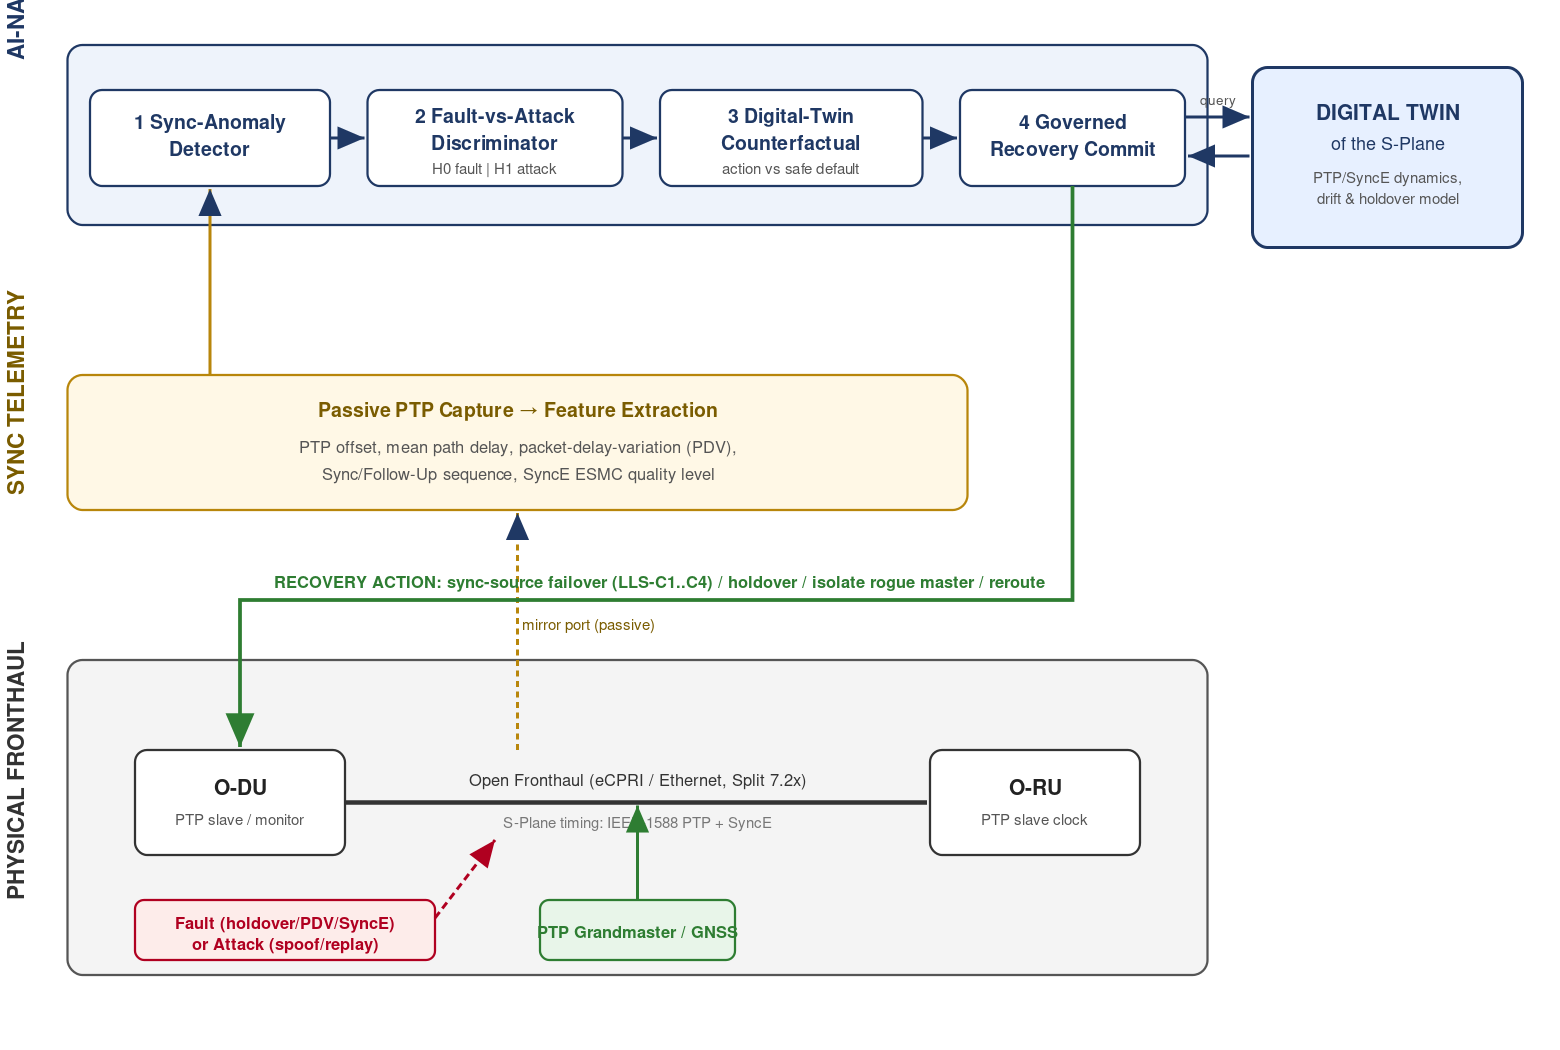 AI-NA
1 Sync-Anomaly
Detector
2 Fault-vs-Attack
Discriminator
H0 fault | H1 attack
3 Digital-Twin
Counterfactual
action vs safe default
4 Governed
Recovery Commit
query
DIGITAL TWIN
of the S-Plane
PTP/SyncE dynamics,
drift & holdover model
SYNC TELEMETRY
Passive PTP Capture → Feature Extraction
PTP offset, mean path delay, packet-delay-variation (PDV),
Sync/Follow-Up sequence, SyncE ESMC quality level
RECOVERY ACTION: sync-source failover (LLS-C1..C4) / holdover / isolate rogue master / reroute
mirror port (passive)
PHYSICAL FRONTHAUL
O-DU
PTP slave / monitor
Open Fronthaul (eCPRI / Ethernet, Split 7.2x)
S-Plane timing: IEEE 1588 PTP + SyncE
O-RU
PTP slave clock
Fault (holdover/PDV/SyncE)
or Attack (spoof/replay)
PTP Grandmaster / GNSS